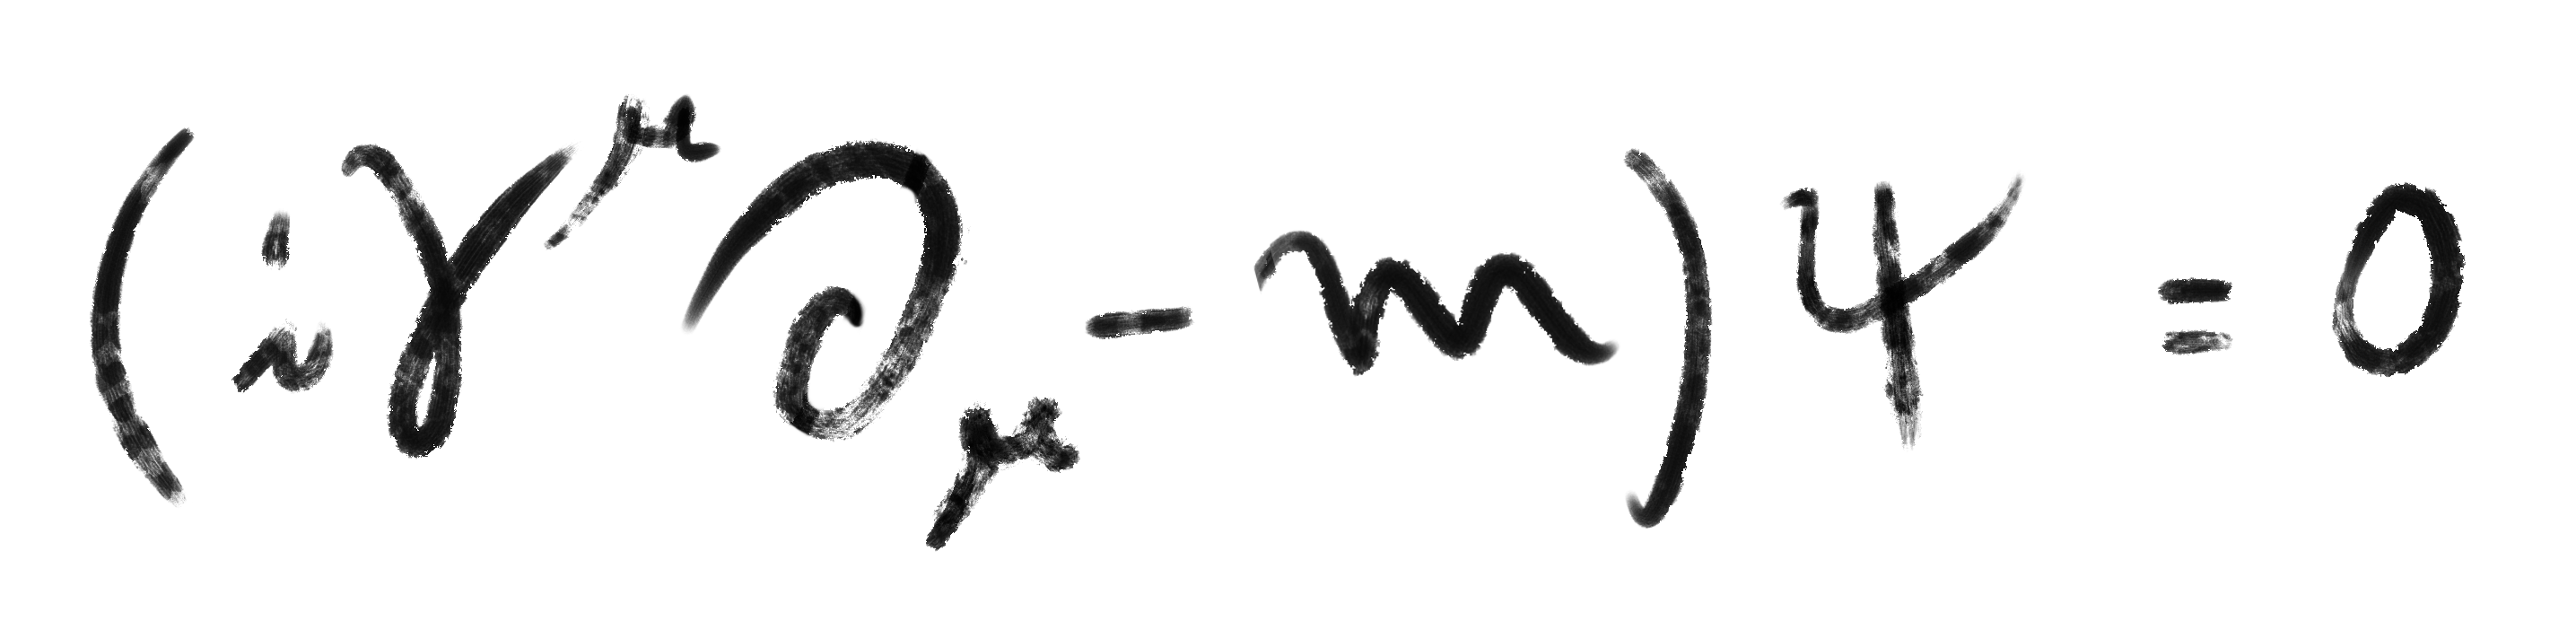 (iγ^μ ∂_μ - m)ψ = 0